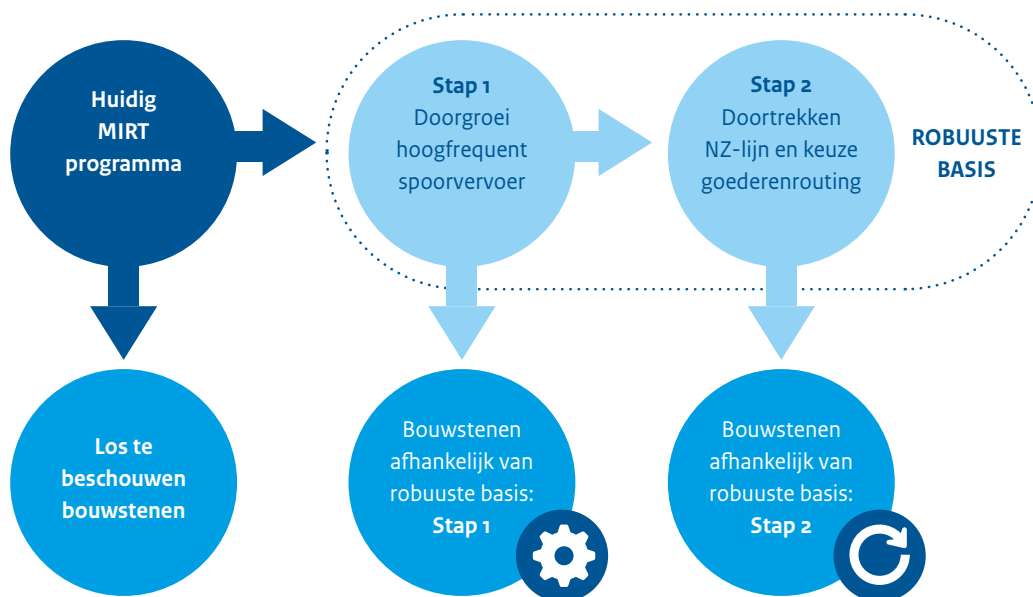 Huidig
MIRT
programma
Stap 1
Doorgroei
hoogfrequent
spoorvervoer
Stap 2
Doortrekken
NZ-lijn en keuze
goederenrouting
ROBUUSTE
BASIS
Los te
beschouwen
bouwstenen
Bouwstenen
afhankelijk van
robuuste basis:
Stap 1
Bouwstenen
afhankelijk van
robuuste basis:
Stap 2